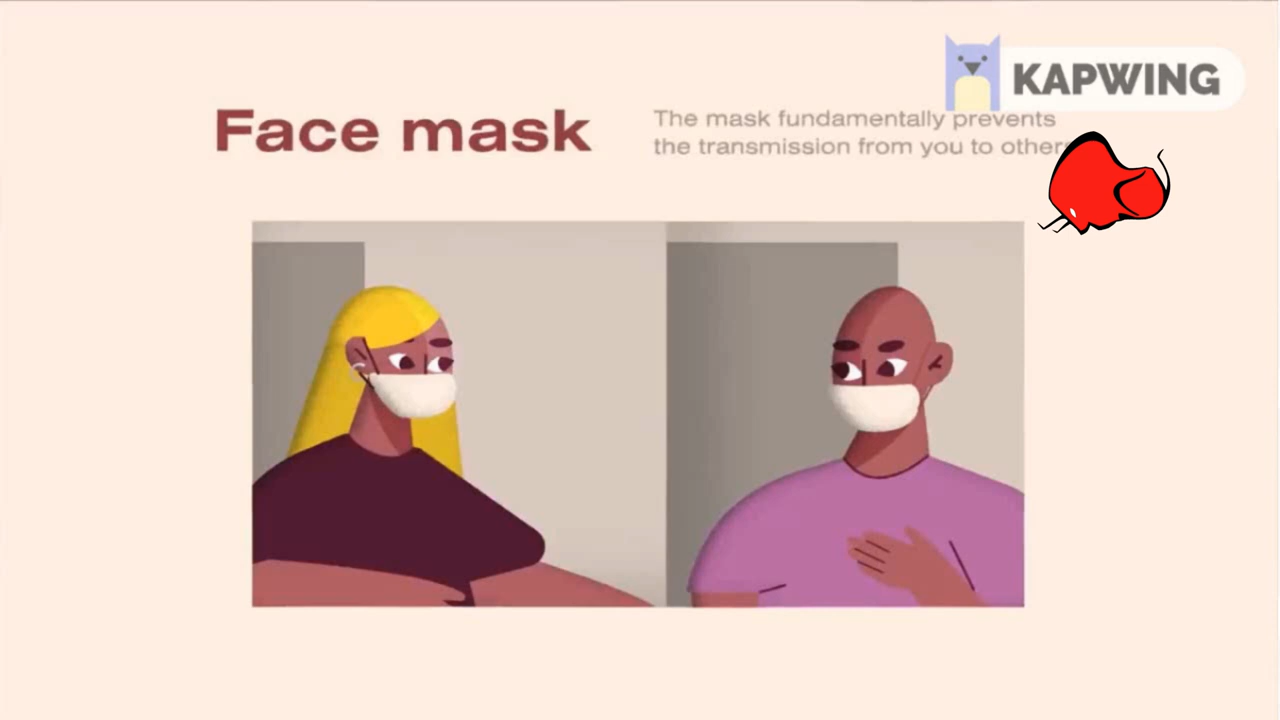 KAPWING
Face mask
The mask fundamentally prevents
the transmission from you to others